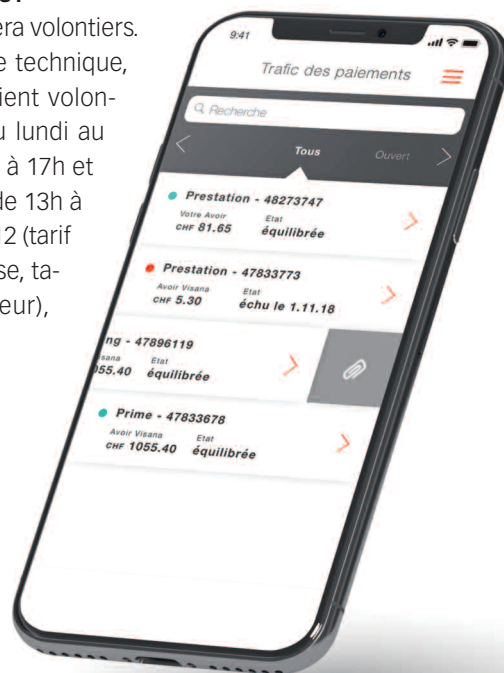 era volontiers.
e technique,
ient volon-
u lundi au
à 17h et
de 13h à
12 (tarif
se, ta-
eur),
9:41
Trafic des paiements
Recherche
Tous
Ouvert
Prestation - 48273747
Votre Avoir Etat
CHF 81.65 équilibrée
Prestation - 47833773
Avoir Visana Etat
CHF 5.30 échu le 1.11.18
ng - 47896119
isana Etat
055.40 équilibrée
Prime - 47833678
Avoir Visana Etat
CHF 1055.40 équilibrée